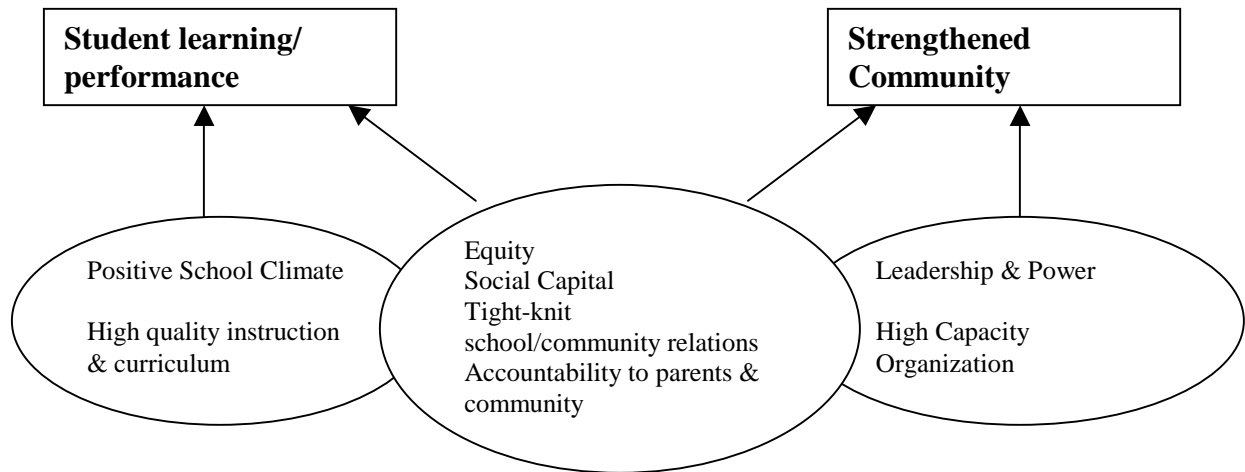 Student learning/
performance
Strengthened
Community
Positive School Climate
High quality instruction
& curriculum
Equity
Social Capital
Tight-knit
school/community relations
Accountability to parents &
community
Leadership & Power
High Capacity
Organization